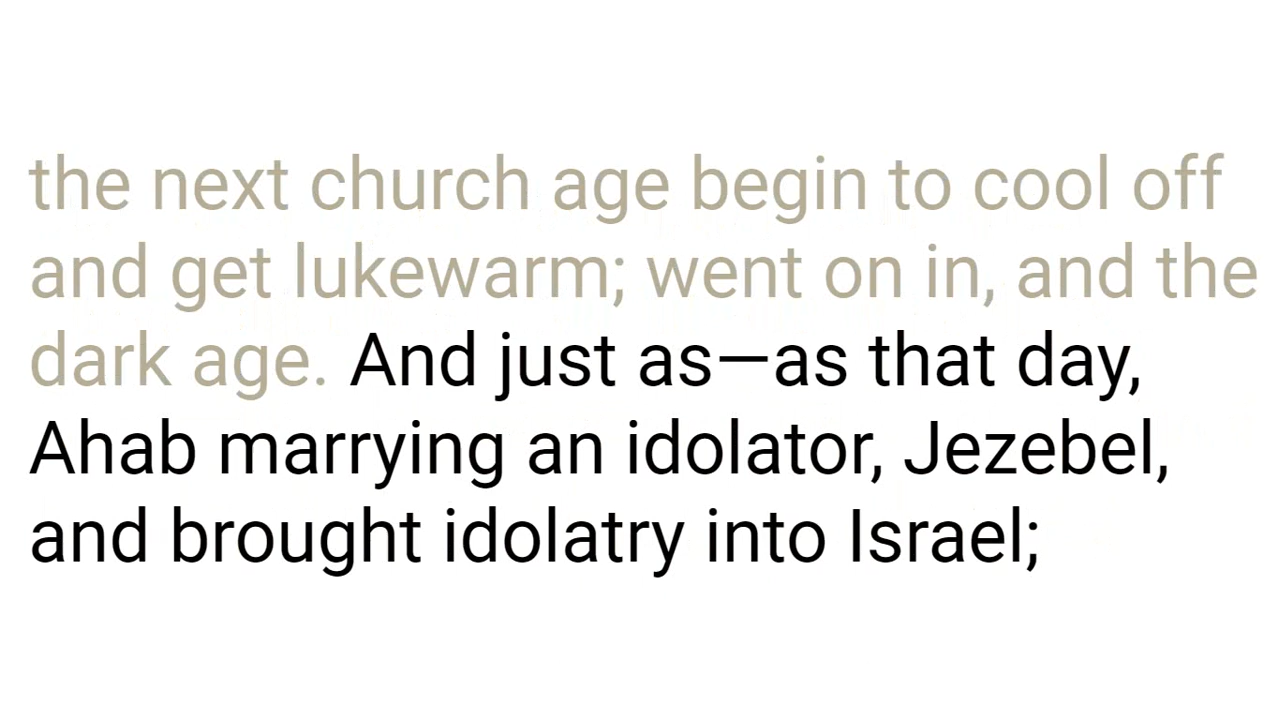 the next church age begin to cool off
and get lukewarm; went on in, and the
dark age. And just as—as that day,
Ahab marrying an idolator, Jezebel,
and brought idolatry into Israel;